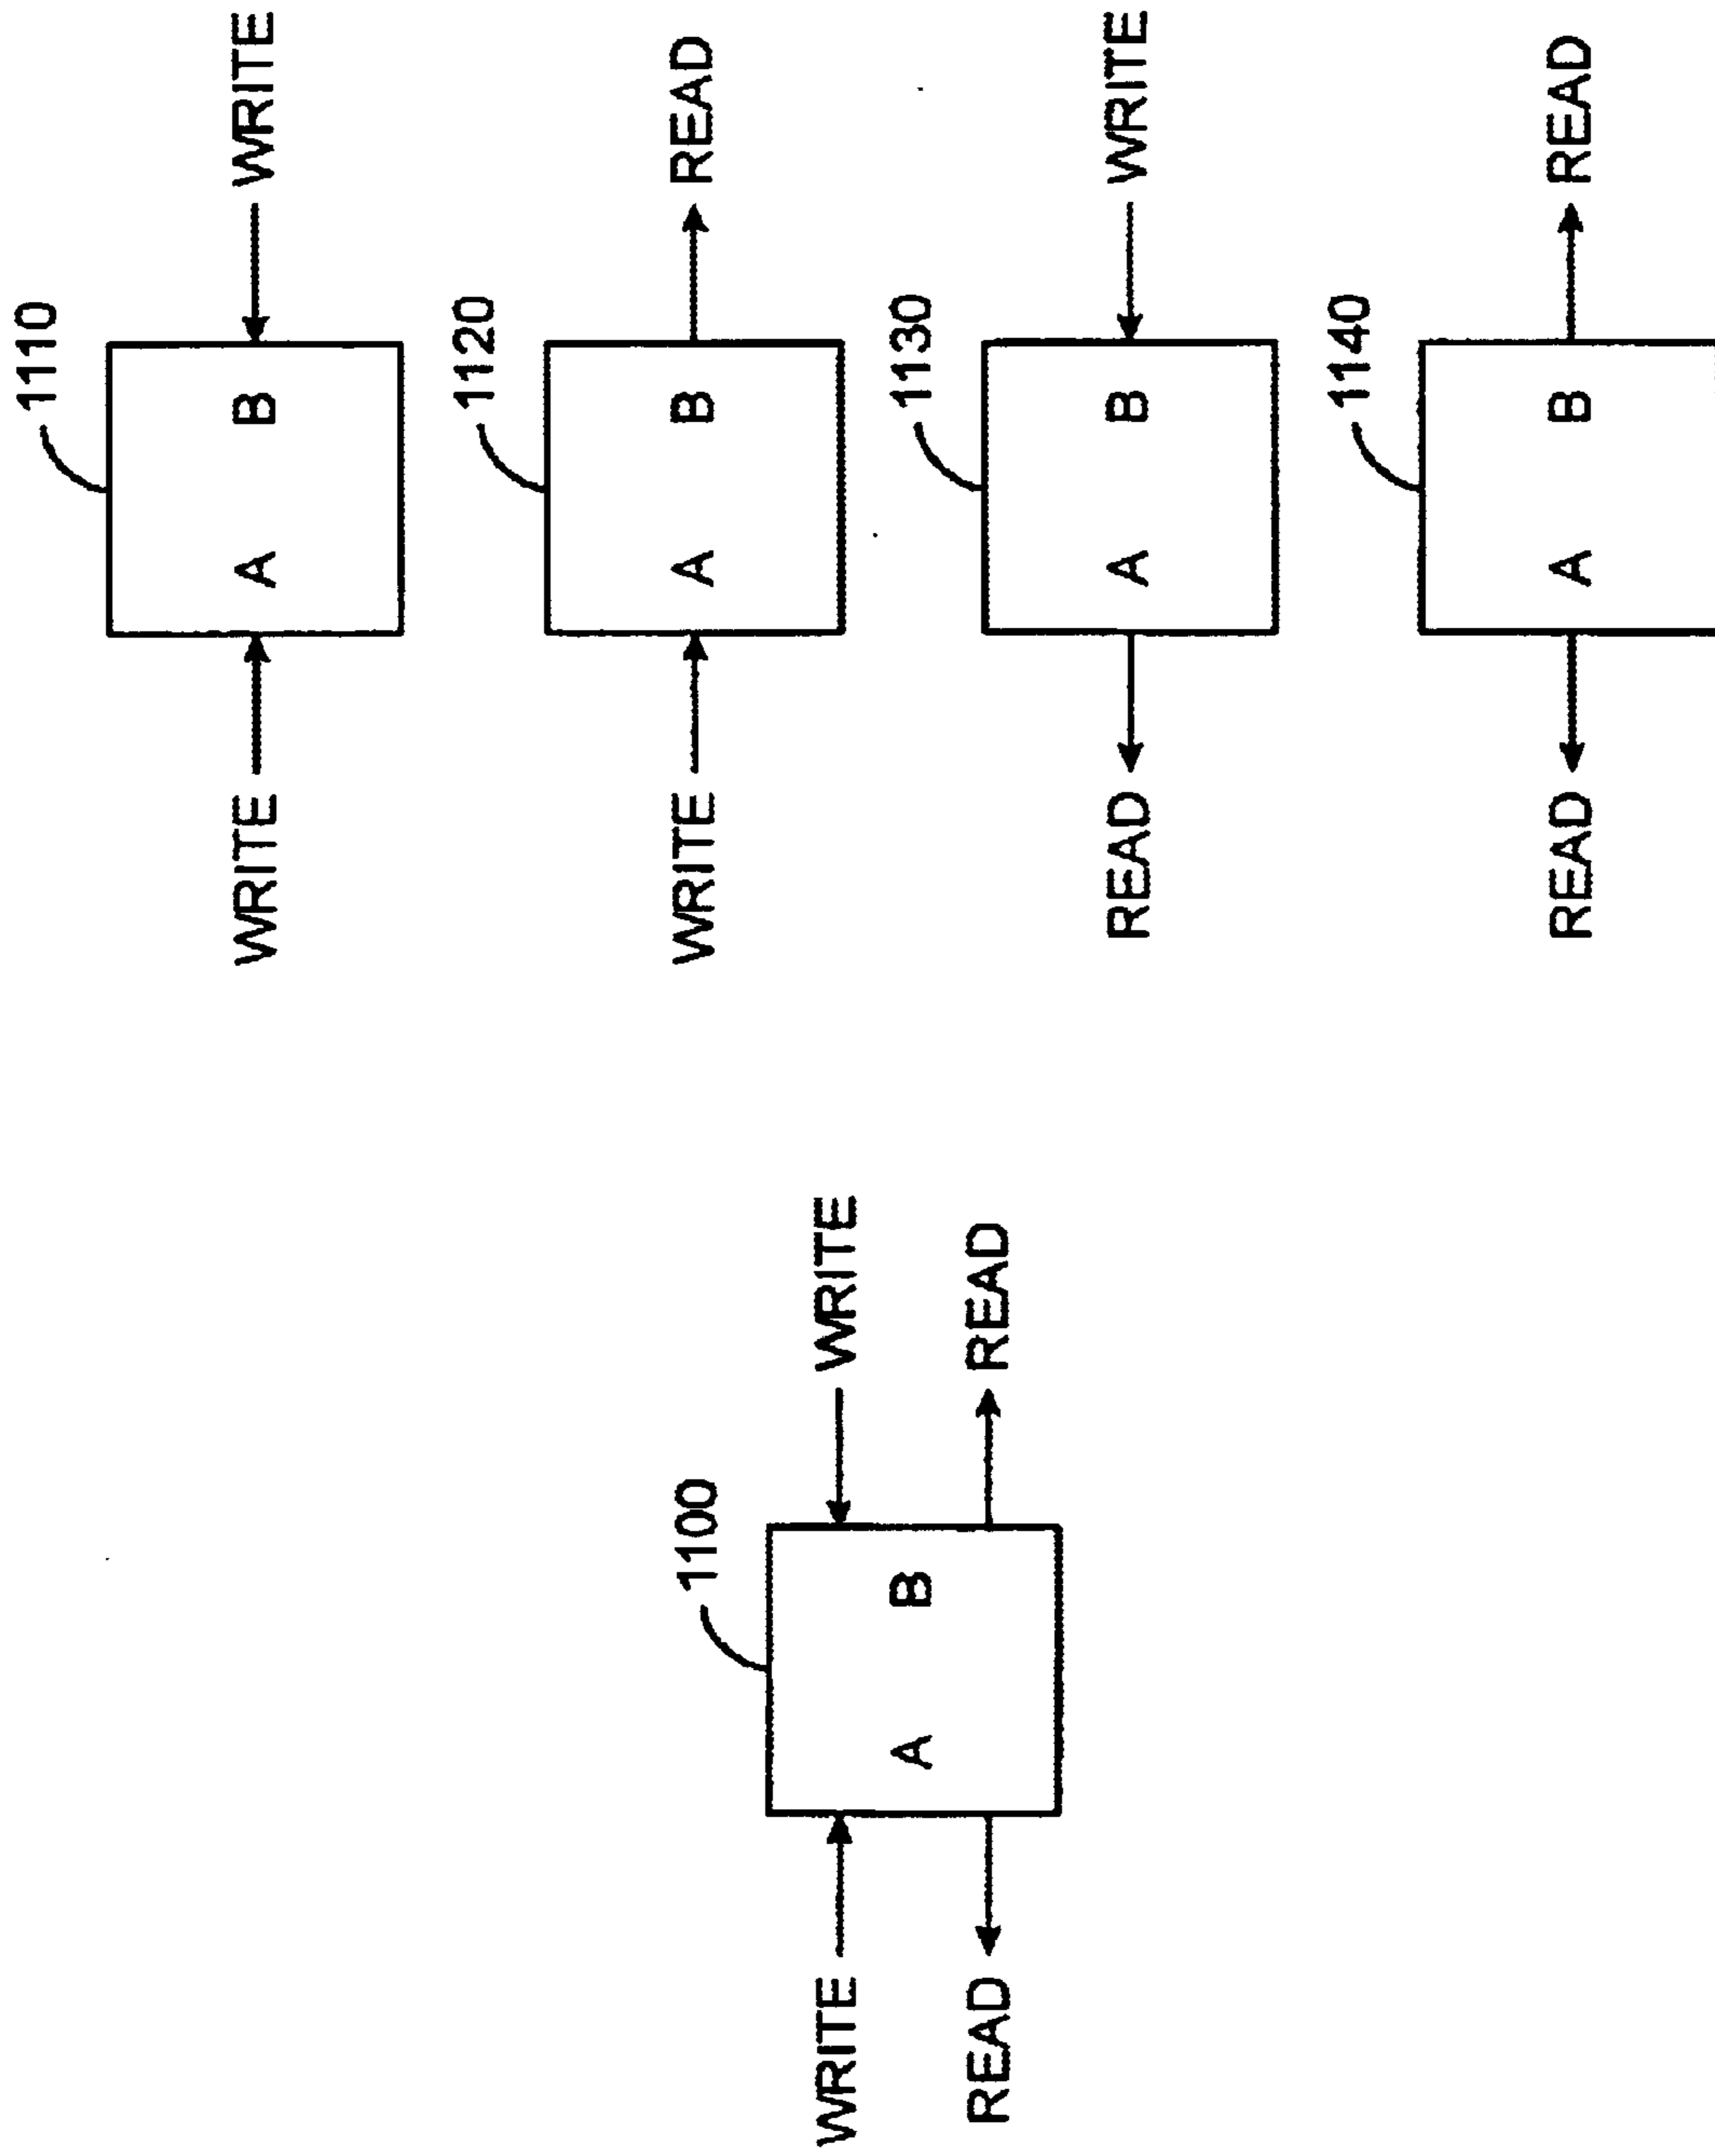 1100
WRITE WRITE
A B
READ READ
1110
WRITE A B WRITE
1120
WRITE A B READ
1130
READ A B WRITE
1140
READ A B READ